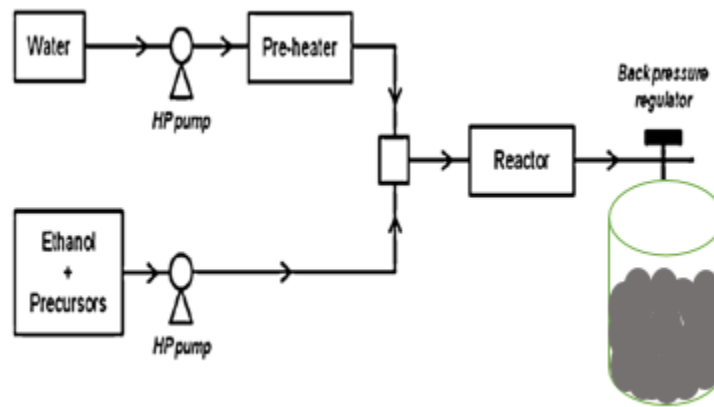 Water
HP pump
Pre-heater
Back pressure
regulator
Reactor
Ethanol
+
Precursors
HP pump